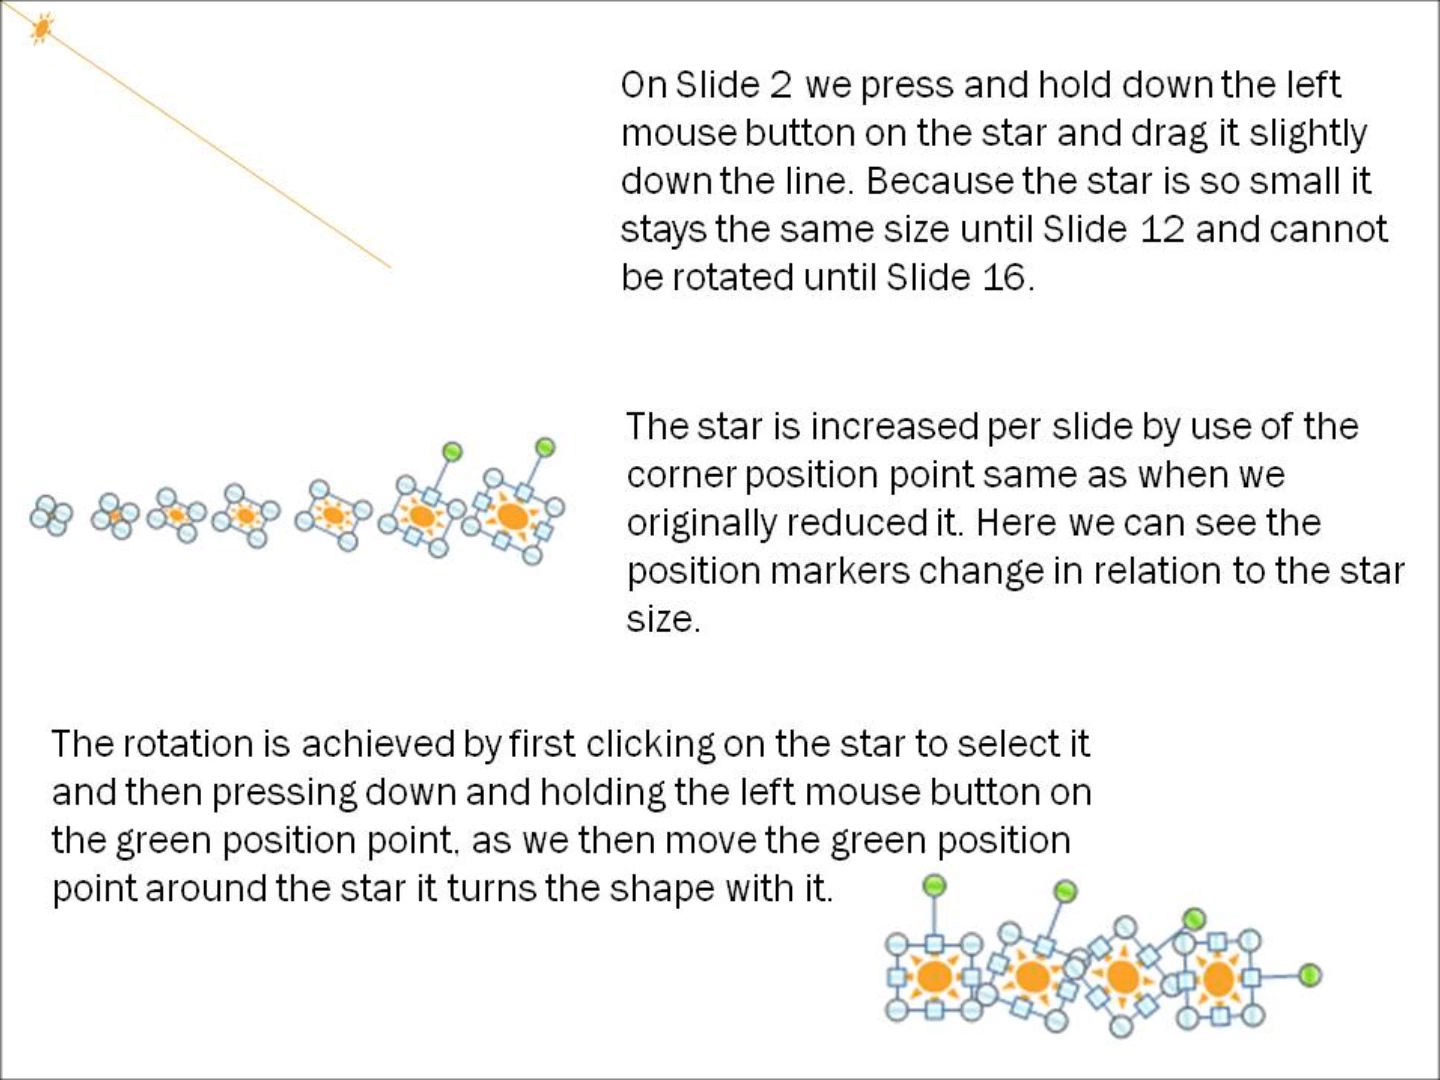 On Slide 2 we press and hold down the left
mouse button on the star and drag it slightly
down the line. Because the star is so small it
stays the same size until Slide 12 and cannot
be rotated until Slide 16.
The star is increased per slide by use of the
corner position point same as when we
originally reduced it. Here we can see the
position markers change in relation to the star
size.
The rotation is achieved by first clicking on the star to select it
and then pressing down and holding the left mouse button on
the green position point, as we then move the green position
point around the star it turns the shape with it.